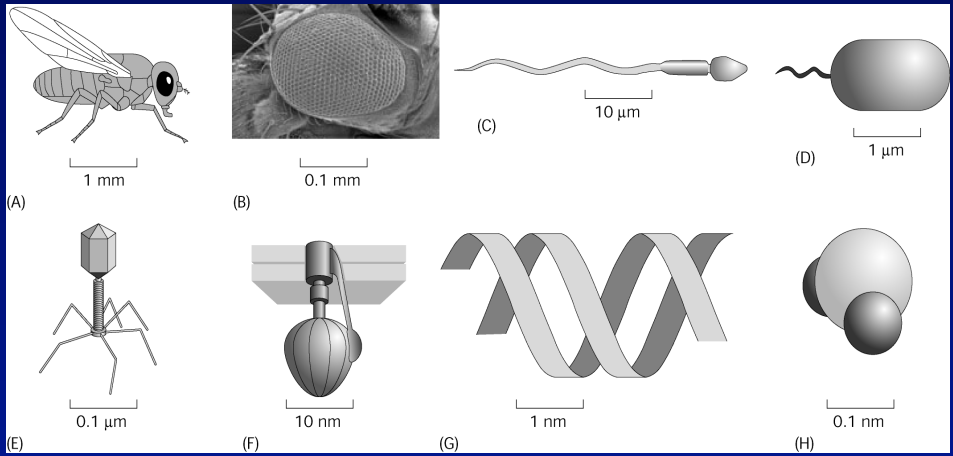 1 mm
(A)
0.1 mm
(B)
10 μm
(C)
1 μm
(D)
0.1 μm
(E)
10 nm
(F)
1 nm
(G)
0.1 nm
(H)